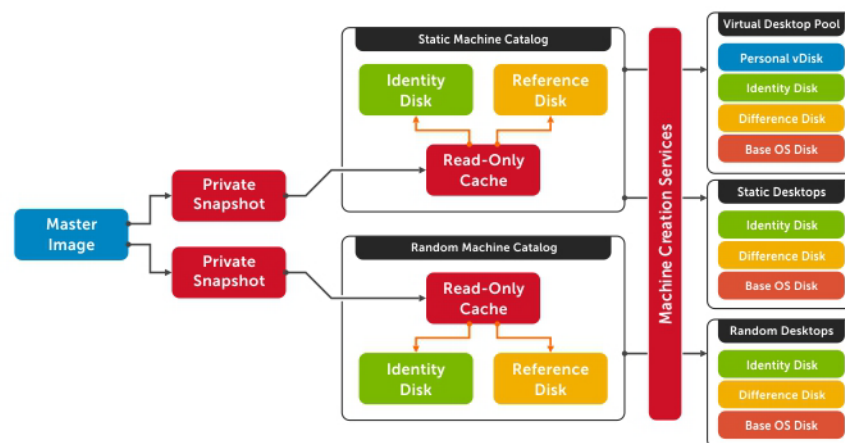 Master
Image
Private
Snapshot
Private
Snapshot
Static Machine Catalog
Identity
Disk
Reference
Disk
Read-Only
Cache
Random Machine Catalog
Read-Only
Cache
Identity
Disk
Reference
Disk
Machine Creation Services
Virtual Desktop Pool
Personal vDisk
Identity Disk
Difference Disk
Base OS Disk
Static Desktops
Identity Disk
Difference Disk
Base OS Disk
Random Desktops
Identity Disk
Difference Disk
Base OS Disk